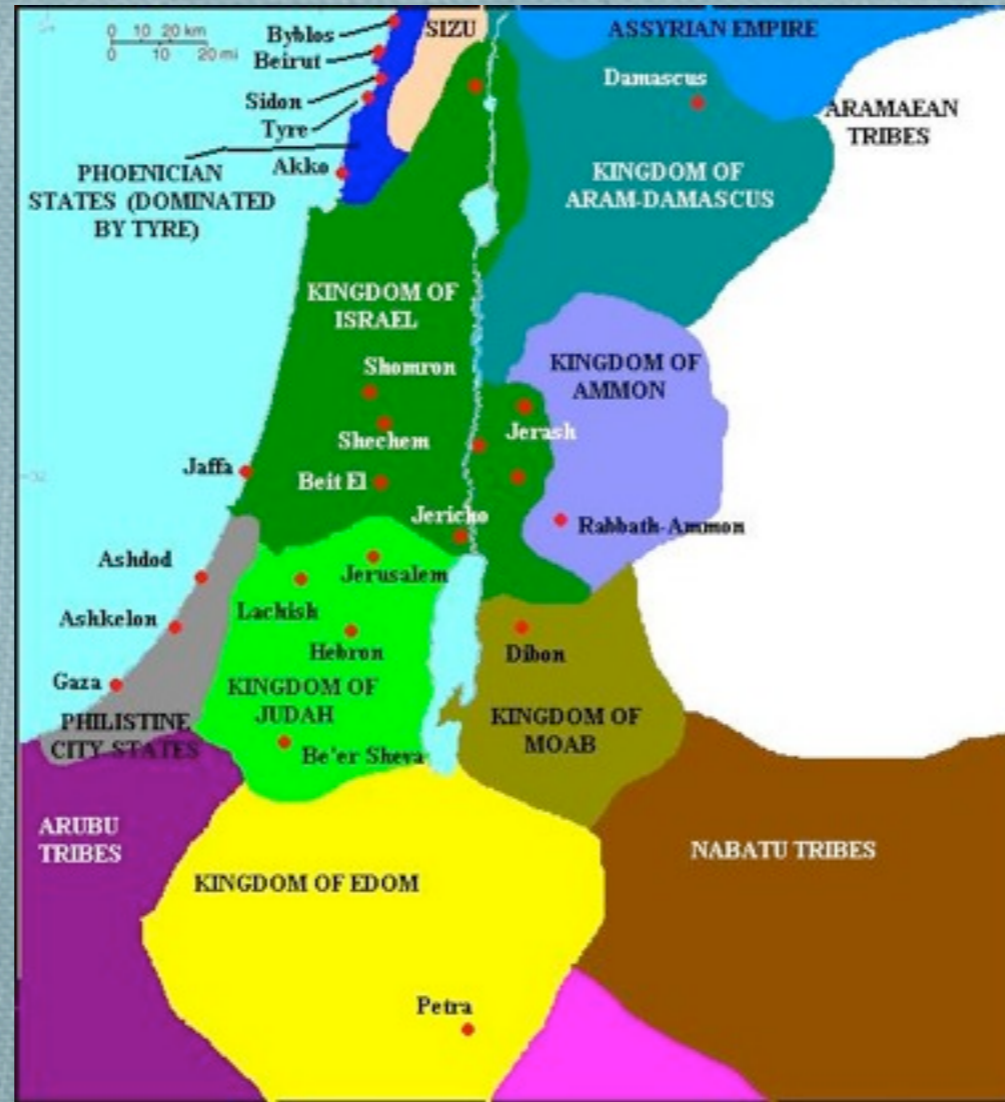 0 10 20 km
0 10 20 mi
Byblos
Beirut
Sidon
Tyre
Akko
SIZU
ASSYRIAN EMPIRE
Damascus
ARAMAEAN
TRIBES
PHOENICIAN
STATES (DOMINATED
BY TYRE)
KINGDOM OF
ARAM-DAMASCUS
KINGDOM OF
ISRAEL
KINGDOM OF
AMMON
Shomron
Shechem
Jerash
Jaffa
Beit El
Jericho
Rabbath-Ammon
Ashdod
Jerusalem
Ashkelon
Lachish
Hebron
Dibon
Gaza
KINGDOM OF
JUDAH
PHILISTINE
CITY-STATES
KINGDOM OF
MOAB
Be'er Sheva
ARUBU
TRIBES
NABATU TRIBES
KINGDOM OF EDOM
Petra